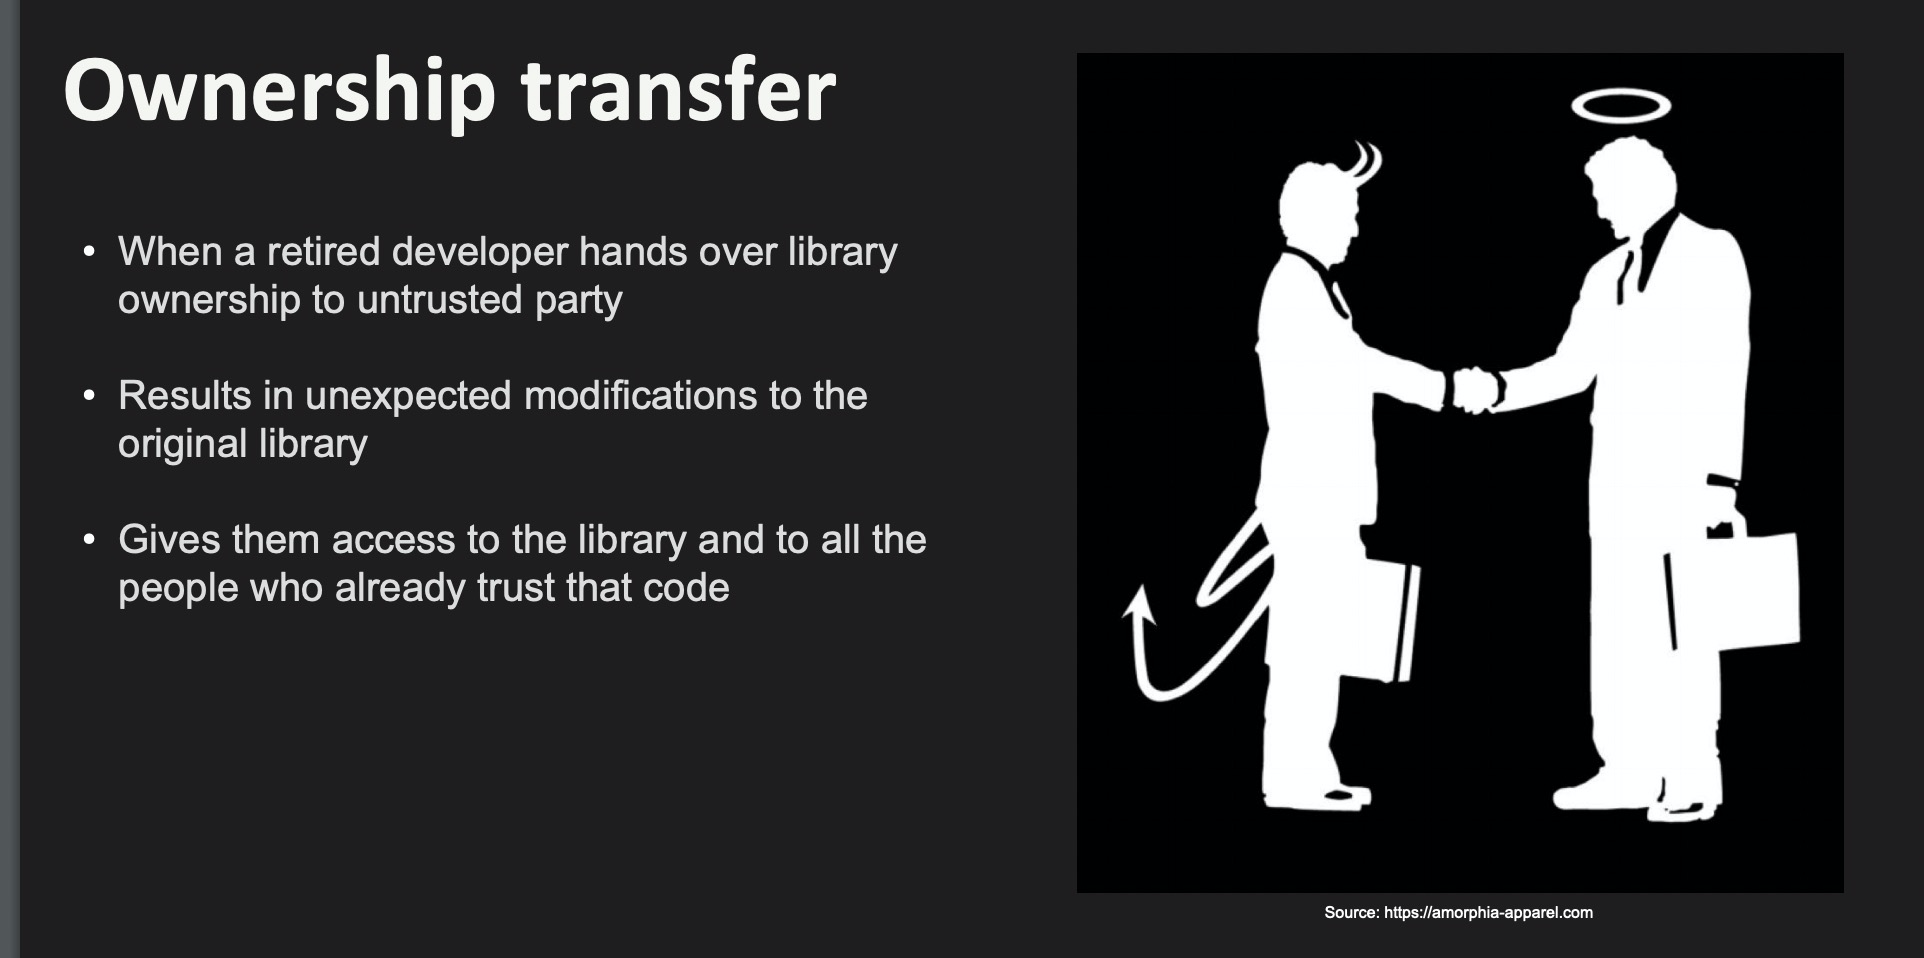 Ownership transfer
• When a retired developer hands over library
ownership to untrusted party
• Results in unexpected modifications to the
original library
• Gives them access to the library and to all the
people who already trust that code
Source: https://amorphia-apparel.com